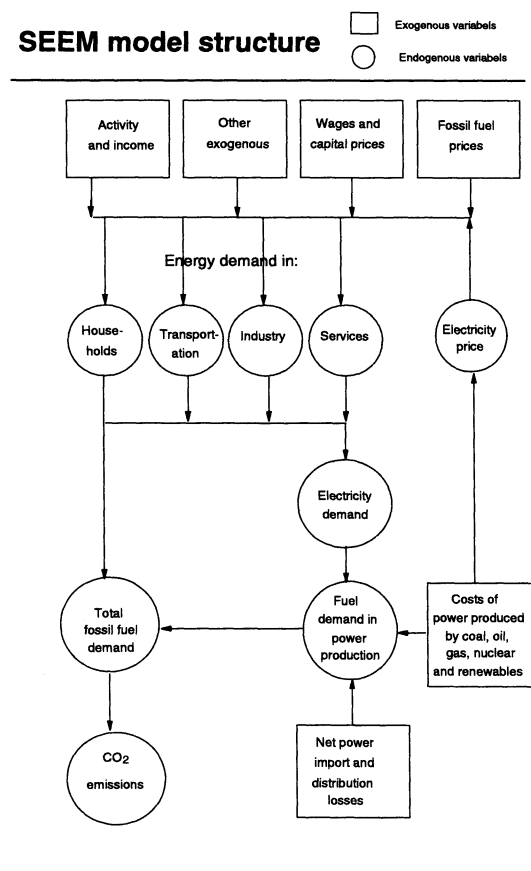 SEEM model structure
Exogenous variabels
Endogenous variabels
Activity
and income
Other
exogenous
Wages and
capital prices
Fossil fuel
prices
Energy demand in:
House-
holds
Transport-
ation
Industry
Services
Electricity
price
Electricity
demand
Total
fossil fuel
demand
Fuel
demand in
power
production
Costs of
power produced
by coal, oil,
gas, nuclear
and renewables
CO2
emissions
Net power
import and
distribution
losses